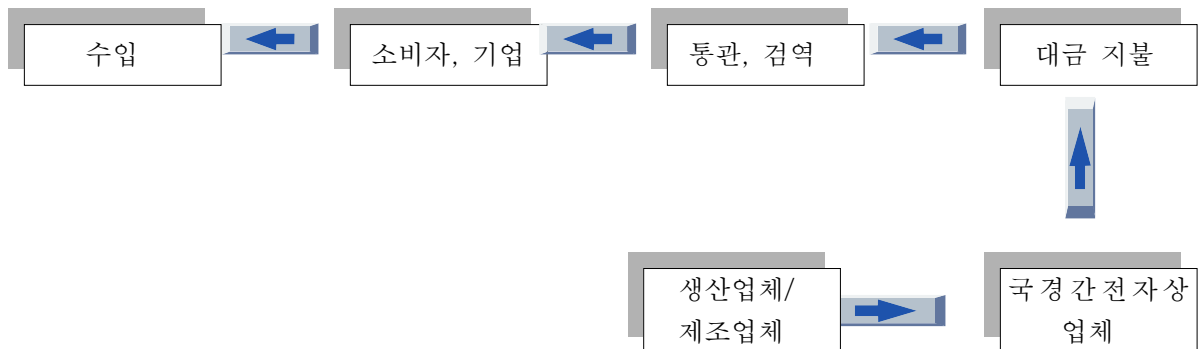 수입
소비자, 기업
통관, 검역
대금 지불
생산업체/
제조업체
국경간전자상
업체